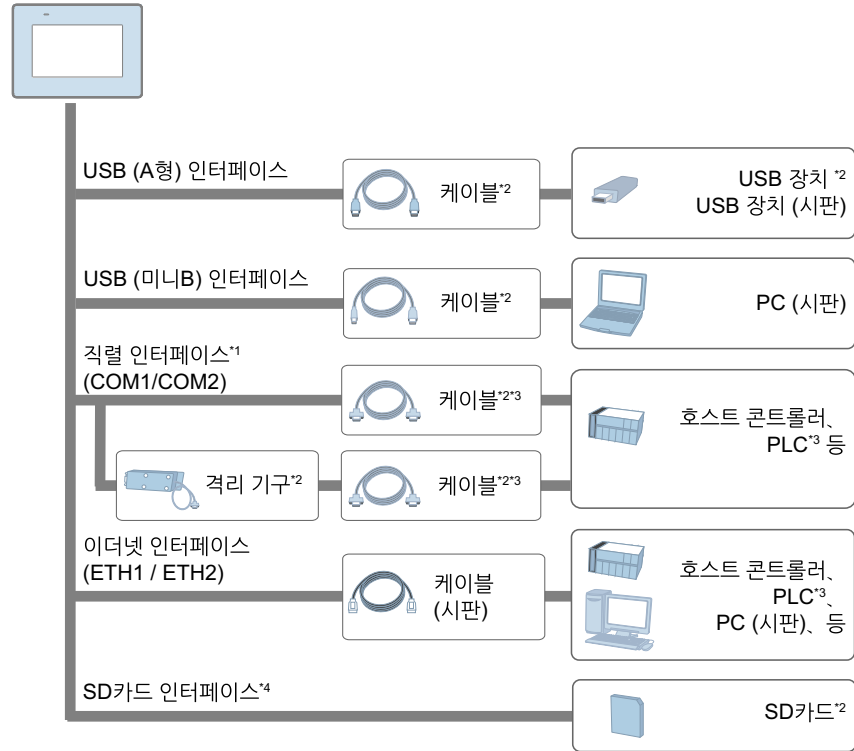 USB (A형) 인터페이스
케이블*2
USB 장치 *2
USB 장치 (시판)
USB (미니B) 인터페이스
케이블*2
PC (시판)
직렬 인터페이스*1
(COM1/COM2)
케이블*2*3
호스트 콘트롤러、
PLC*3 등
격리 기구*2
케이블*2*3
이더넷 인터페이스
(ETH1 / ETH2)
케이블
(시판)
호스트 콘트롤러、
PLC*3、
PC (시판)、등
SD카드 인터페이스*4
SD카드*2